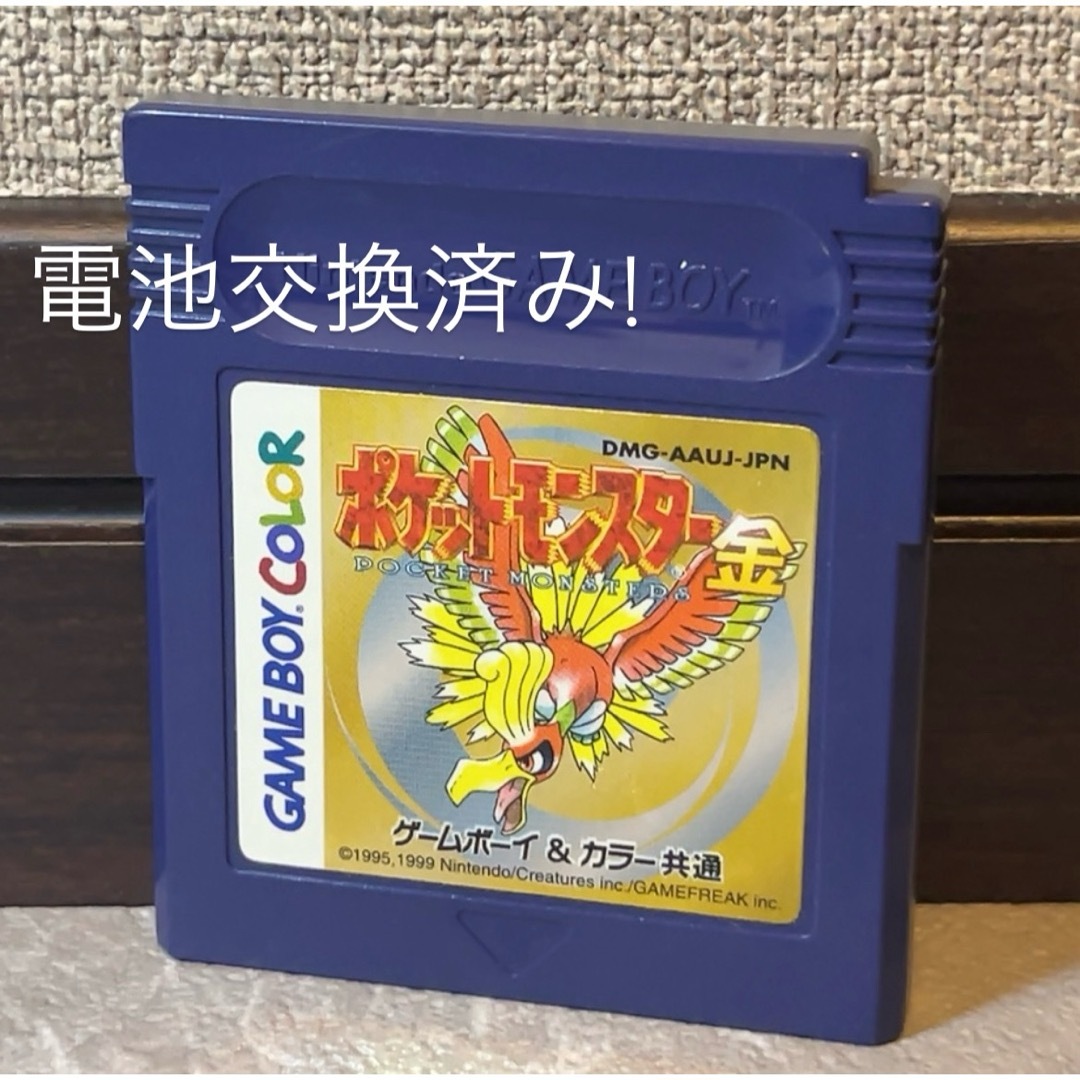 電池交換済み!
GAME BOY™
GAME BOY COLOR
DMG-AAUJ-JPN
ポケットモンスター金
POCKET MONSTERS
ゲームボーイ & カラー共通
©1995,1999 Nintendo/Creatures inc./GAMEFREAK inc.